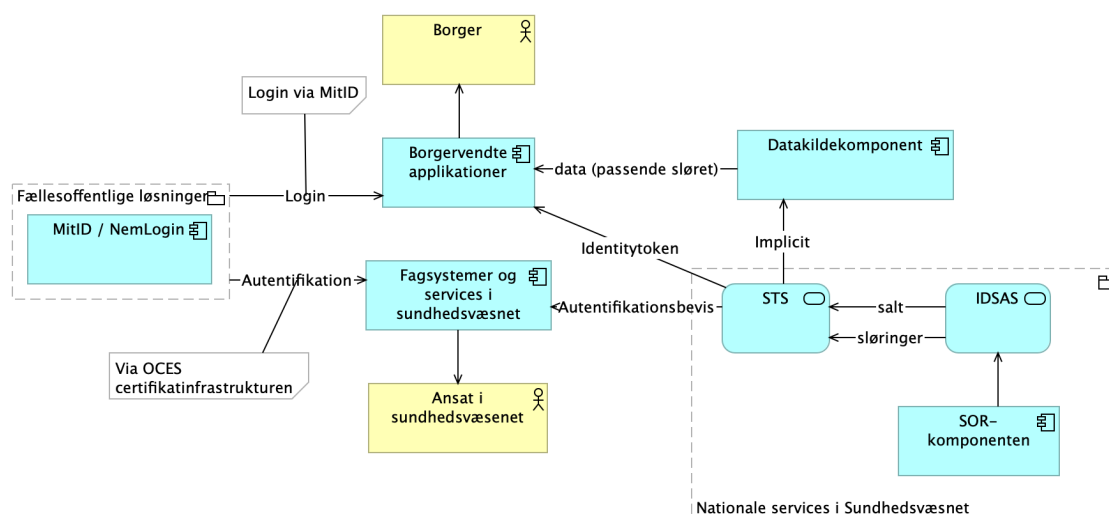 Borger
Login via MitID
Borgervendte
applikationer
Datakildekomponent
data (passende sløret)
Fællesoffentlige løsninger
Login
MitID / NemLogin
Identitytoken
Implicit
Autentifikation
Fagsystemer og
services i
sundhedsvæsnet
Autentifikationsbevis
STS
salt
sløringer
IDSAS
Via OCES
certifikatinfrastrukturen
Ansat i
sundhedsvæsenet
SOR-
komponenten
Nationale services i Sundhedsvæsnet